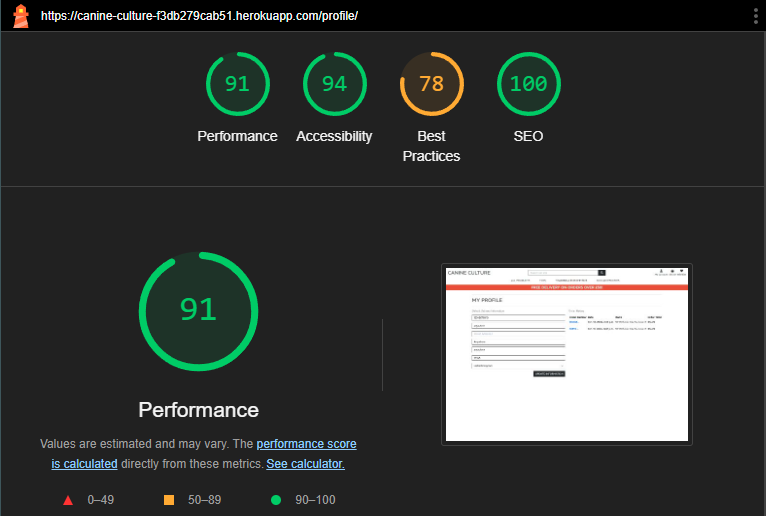 https://canine-culture-f3db279cab51.herokuapp.com/profile/
91 94 78 100
Performance Accessibility Best Practices SEO
91
Performance
Values are estimated and may vary. The performance score
is calculated directly from these metrics. See calculator.
0–49 50–89 90–100
CANINE CULTURE
FREE DELIVERY ON ORDERS OVER $50!
MY PROFILE